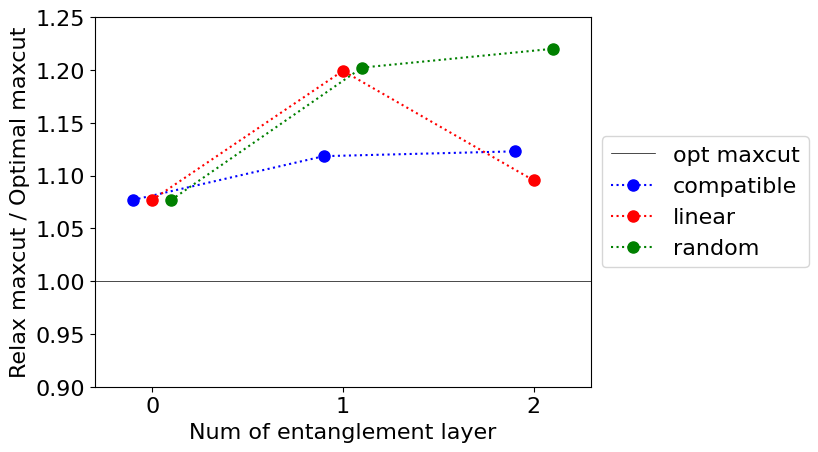 Relax maxcut / Optimal maxcut
1.25
1.20
1.15
1.10
1.05
1.00
0.95
0.90
0
1
2
Num of entanglement layer
opt maxcut
compatible
linear
random